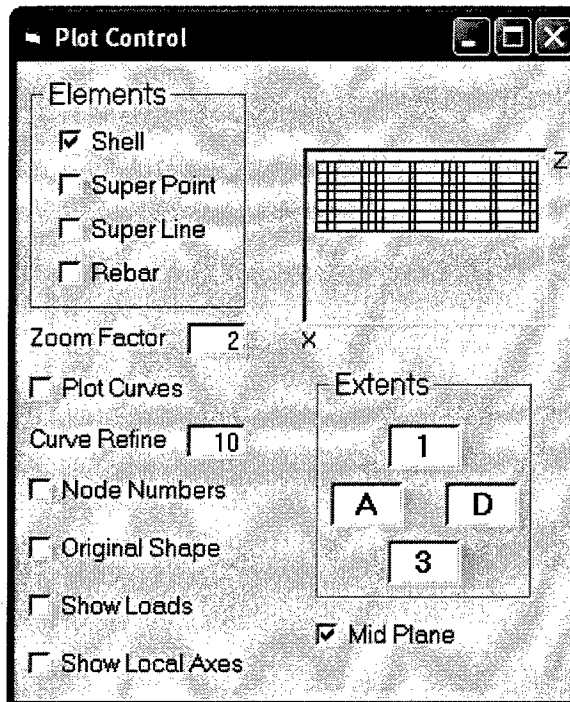 Plot Control
Elements
Shell
Super Point
Super Line
Rebar
Zoom Factor 2
Plot Curves
Curve Refine 10
Node Numbers
Original Shape
Show Loads
Show Local Axes
Z
X
Extents
1
A D
3
Mid Plane